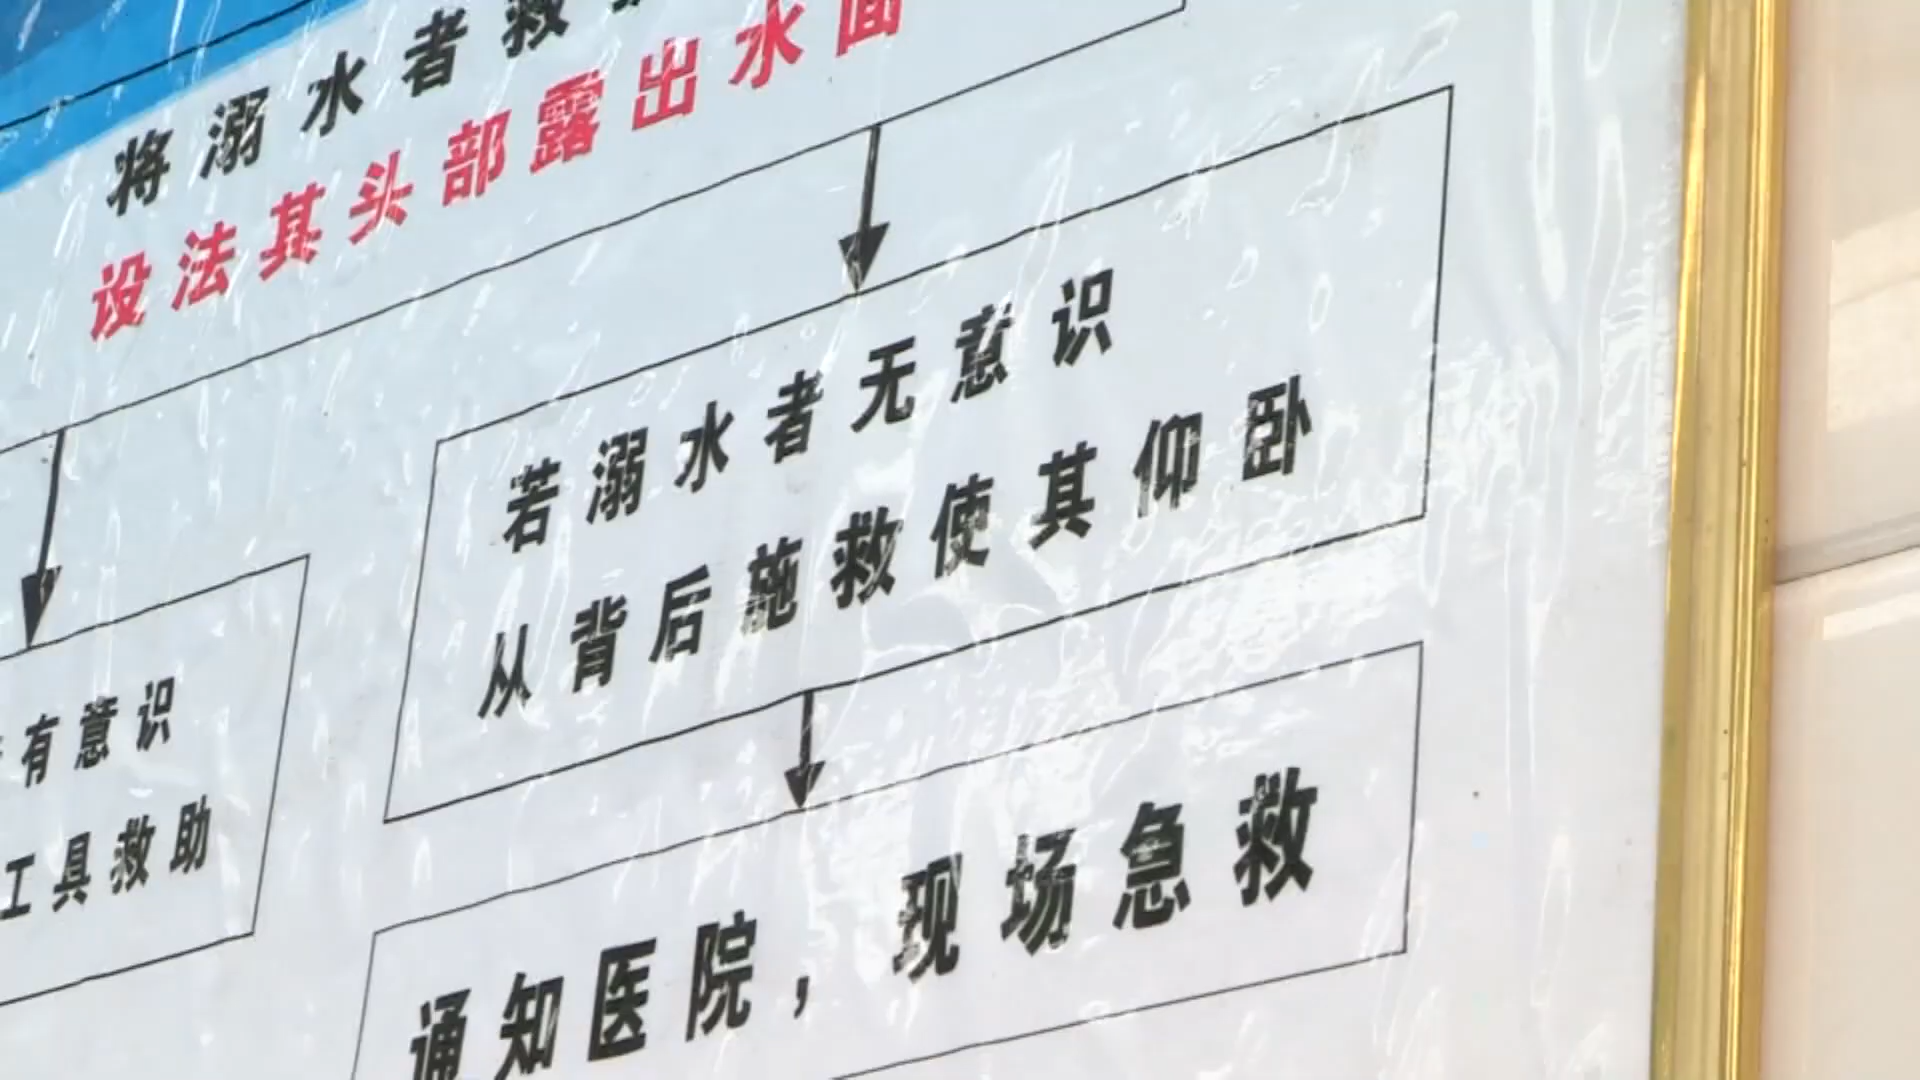 将溺水者救
设法其头部露出水面
若溺水者无意识
从背后施救使其仰卧
有意识
工具救助
通知医院，现场急救